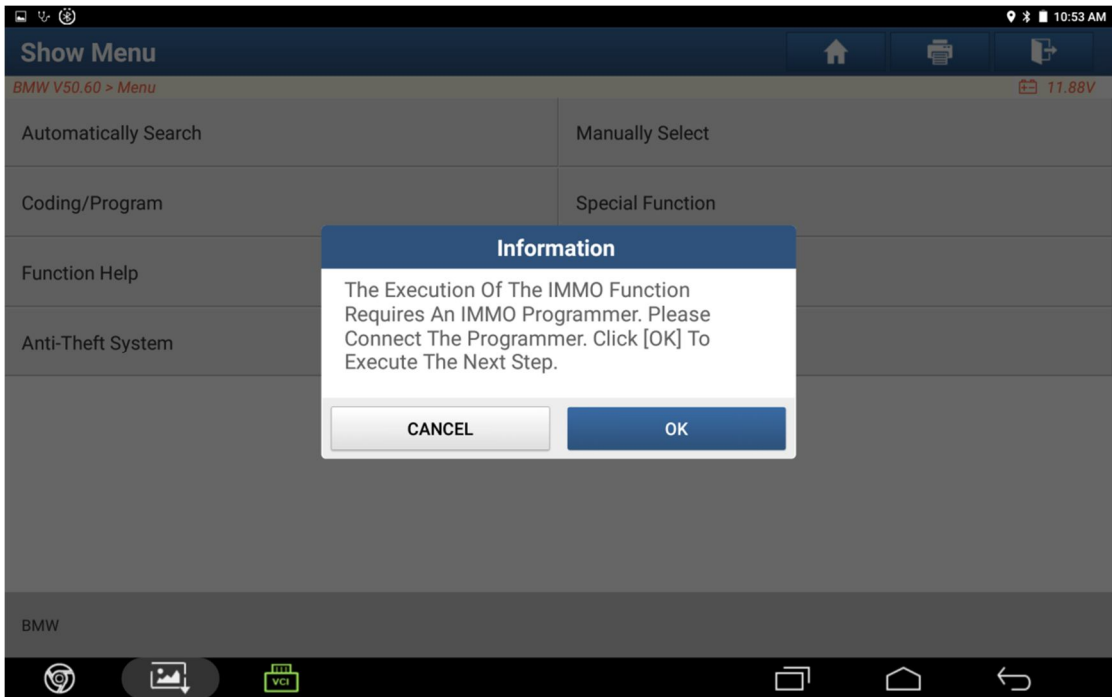 10:53 AM
Show Menu
BMW V50.60 > Menu
11.88V
Automatically Search
Manually Select
Coding/Program
Special Function
Function Help
Anti-Theft System
Information
The Execution Of The IMMO Function
Requires An IMMO Programmer. Please
Connect The Programmer. Click [OK] To
Execute The Next Step.
CANCEL
OK
BMW
VCI